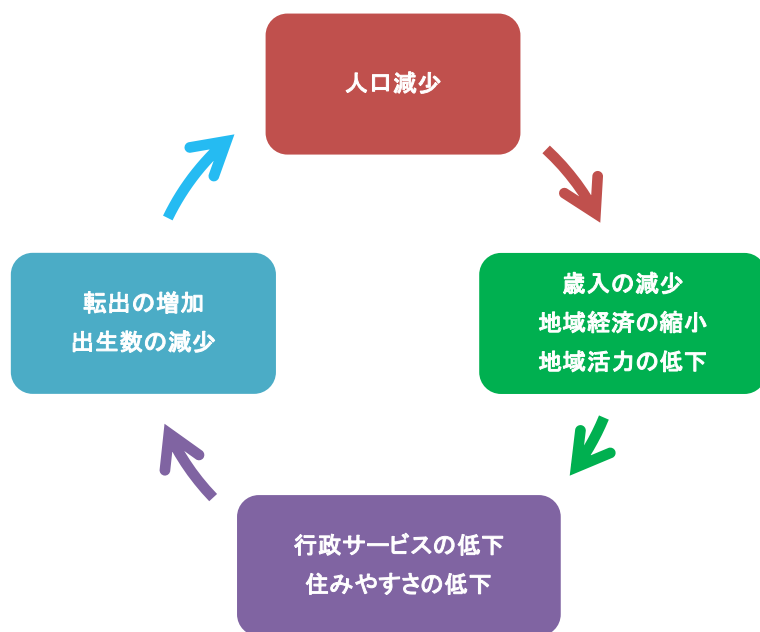 人口減少
歳入の減少
地域経済の縮小
地域活力の低下
行政サービスの低下
住みやすさの低下
転出の増加
出生数の減少